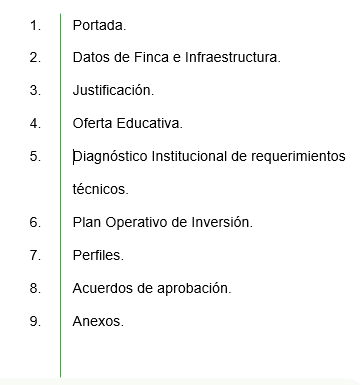 1. Portada.
2. Datos de Finca e Infraestructura.
3. Justificación.
4. Oferta Educativa.
5. Diagnóstico Institucional de requerimientos
técnicos.
6. Plan Operativo de Inversión.
7. Perfiles.
8. Acuerdos de aprobación.
9. Anexos.